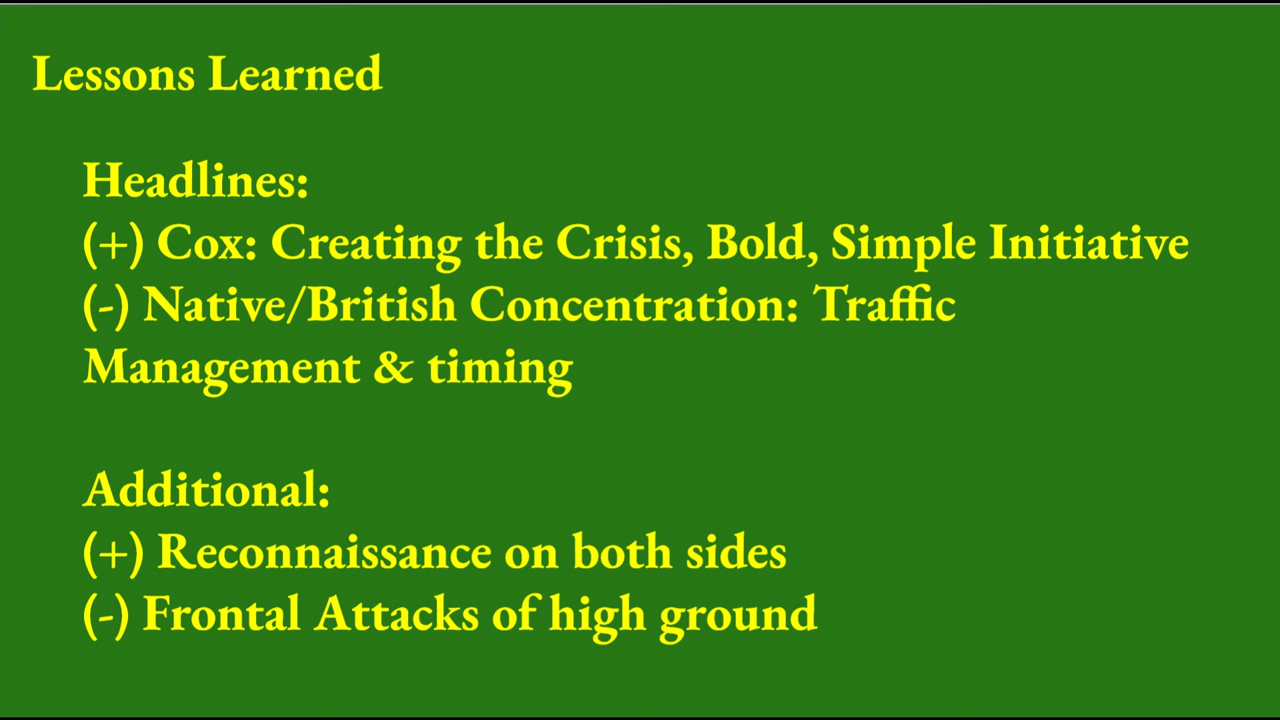 Lessons Learned
Headlines:
(+) Cox: Creating the Crisis, Bold, Simple Initiative
(-) Native/British Concentration: Traffic
Management & timing
Additional:
(+) Reconnaissance on both sides
(-) Frontal Attacks of high ground